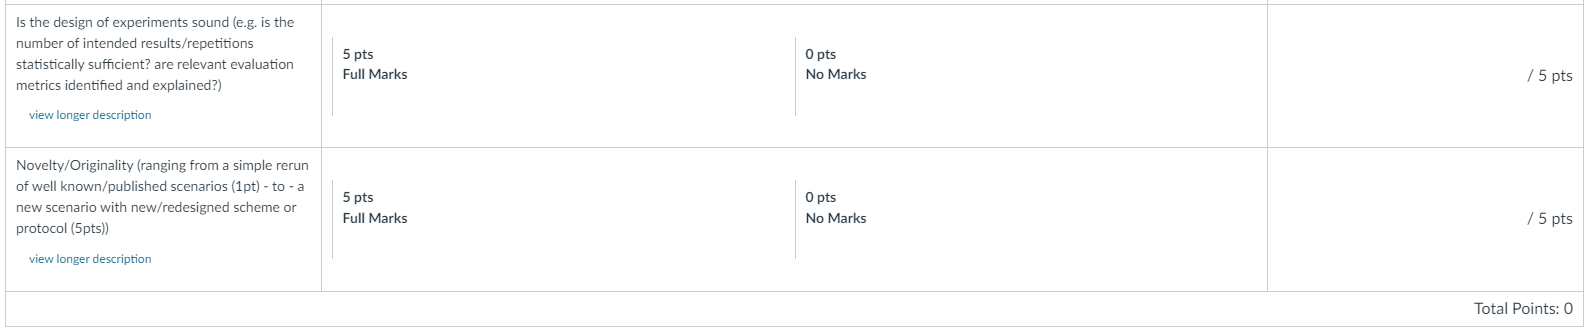 Is the design of experiments sound (e.g. is the
number of intended results/repetitions
statistically sufficient? are relevant evaluation
metrics identified and explained?)
view longer description
5 pts
Full Marks
0 pts
No Marks
/ 5 pts
Novelty/Originality (ranging from a simple rerun
of well known/published scenarios (1pt) - to - a
new scenario with new/redesigned scheme or
protocol (5pts))
view longer description
5 pts
Full Marks
0 pts
No Marks
/ 5 pts
Total Points: 0